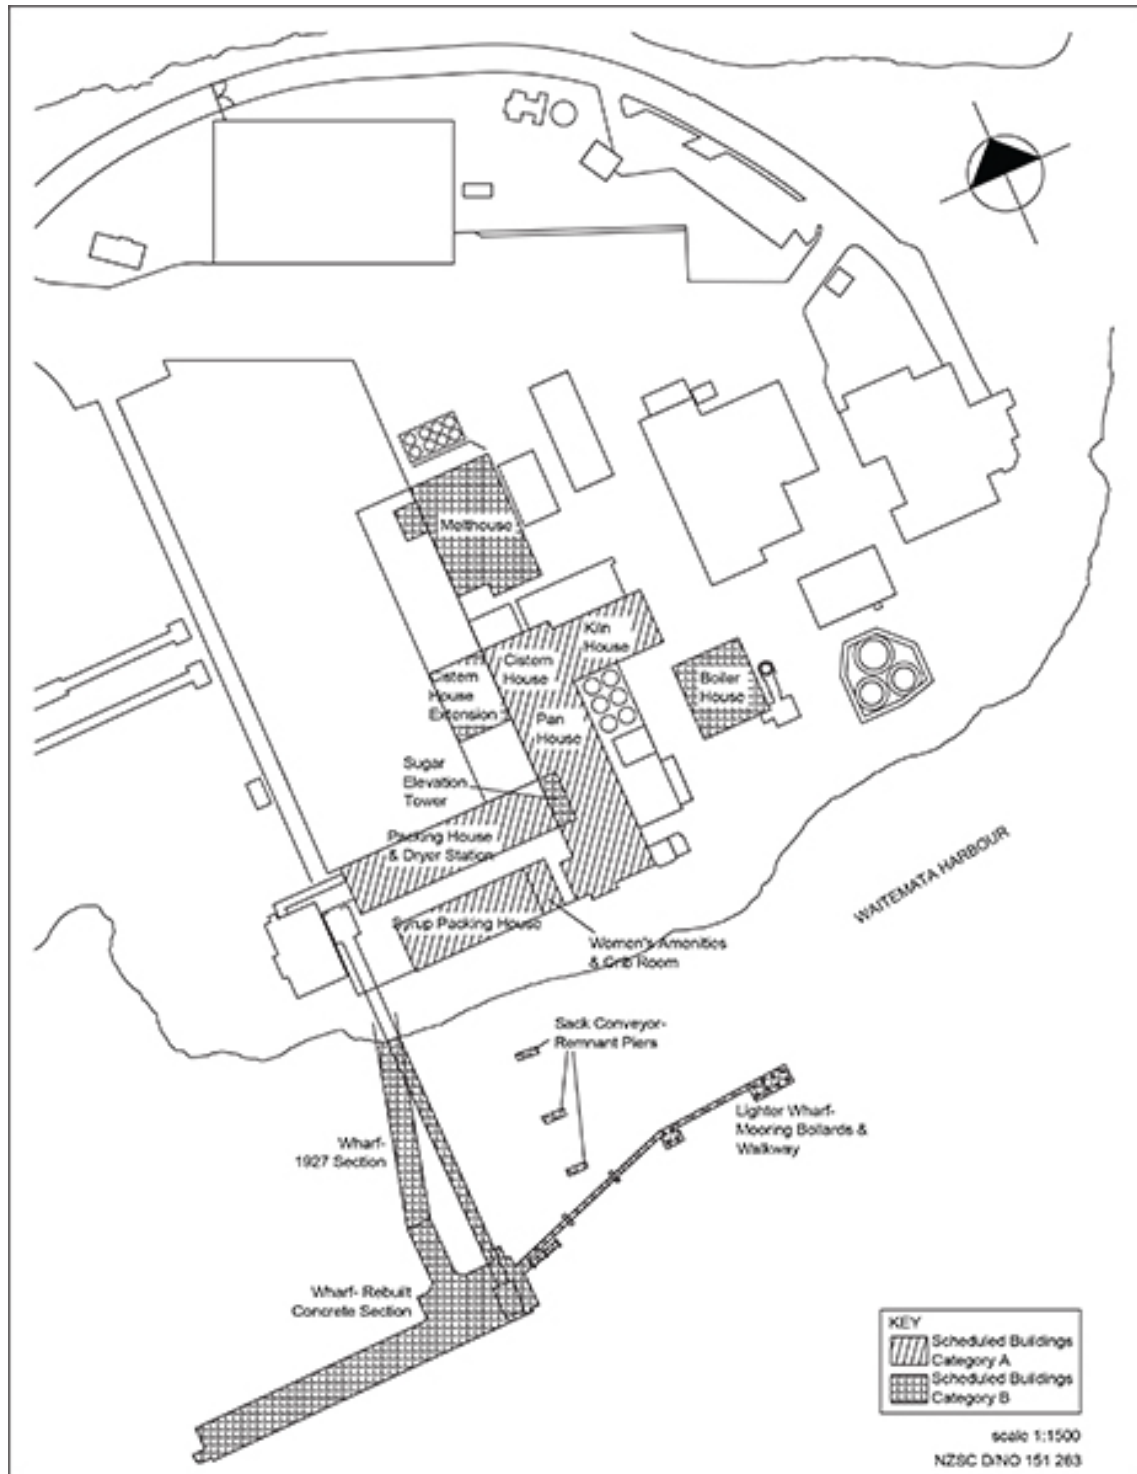 Melthouse
Kiln
House
Cistern
House
Cistern
House
Extension
Boiler
House
Pan
House
Sugar
Elevation
Tower
Packing House
& Dryer Station
WAITEMATA HARBOUR
Syrup Packing House
Women's Amenities
& Crib Room
Sack Conveyor-
Remnant Piers
Lighter Wharf-
Mooring Bollards &
Walkway
Wharf-
1927 Section
Wharf- Rebuilt
Concrete Section
KEY
Scheduled Buildings
Category A
Scheduled Buildings
Category B
scale 1:1500
NZSC D/NO 151 263